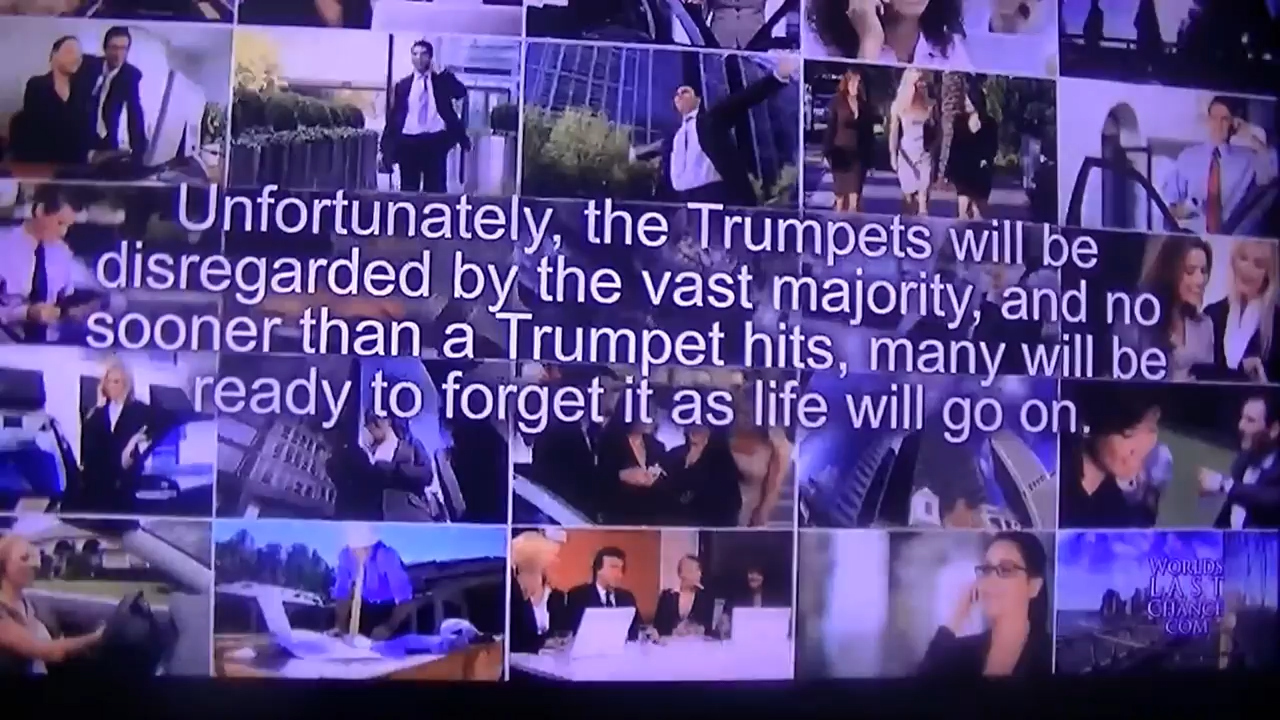 Unfortunately, the Trumpets will be
disregarded by the vast majority, and no
sooner than a Trumpet hits, many will be
ready to forget it as life will go on.
WORLDS
LAST
CHANCE
COM